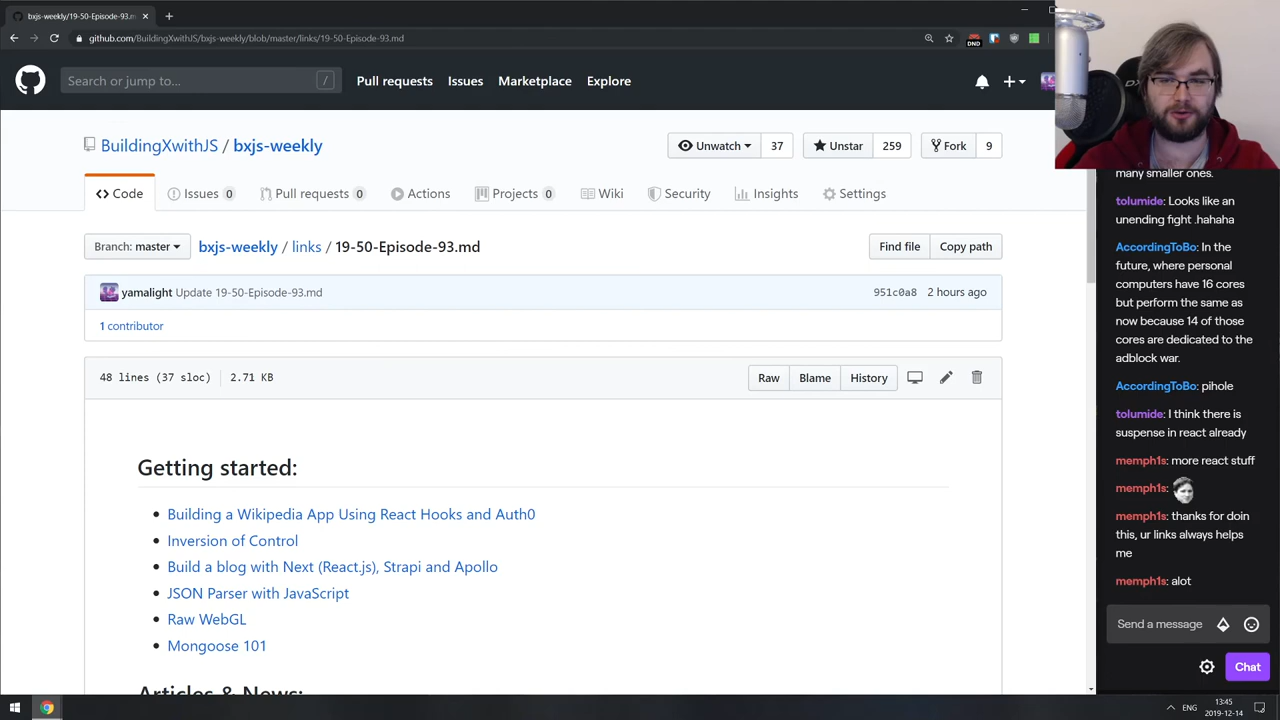 bxjs-weekly/19-50-Episode-93.m
github.com/BuildingXwithJS/bxjs-weekly/blob/master/links/19-50-Episode-93.md
DND
Search or jump to...
/
Pull requests
Issues
Marketplace
Explore
BuildingXwithJS / bxjs-weekly
Unwatch
37
Unstar
259
Fork
9
Code
Issues 0
Pull requests 0
Actions
Projects 0
Wiki
Security
Insights
Settings
Branch: master
bxjs-weekly / links / 19-50-Episode-93.md
Find file
Copy path
yamalight Update 19-50-Episode-93.md
951c0a8 2 hours ago
1 contributor
48 lines (37 sloc)
2.71 KB
Raw
Blame
History
Getting started:
Building a Wikipedia App Using React Hooks and Auth0
Inversion of Control
Build a blog with Next (React.js), Strapi and Apollo
JSON Parser with JavaScript
Raw WebGL
Mongoose 101
Articles & News:
many smaller ones.
tolumide: Looks like an
unending fight .hahaha
AccordingToBo: In the
future, where personal
computers have 16 cores
but perform the same as
now because 14 of those
cores are dedicated to the
adblock war.
AccordingToBo: pihole
tolumide: I think there is
suspense in react already
memph1s: more react stuff
memph1s:
memph1s: thanks for doin
this, ur links always helps
me
memph1s: alot
Send a message
Chat
ENG
13:45
2019-12-14